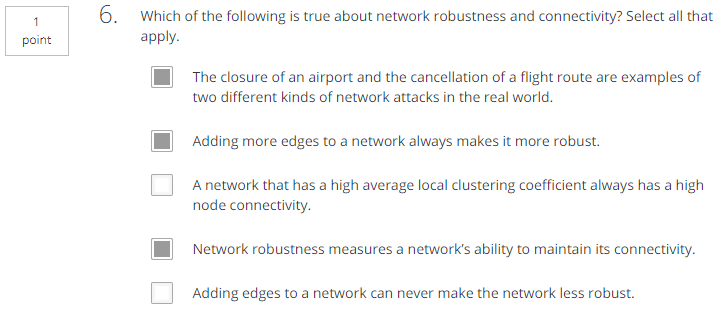 1
point
6. Which of the following is true about network robustness and connectivity? Select all that
apply.
The closure of an airport and the cancellation of a flight route are examples of
two different kinds of network attacks in the real world.
Adding more edges to a network always makes it more robust.
A network that has a high average local clustering coefficient always has a high
node connectivity.
Network robustness measures a network’s ability to maintain its connectivity.
Adding edges to a network can never make the network less robust.